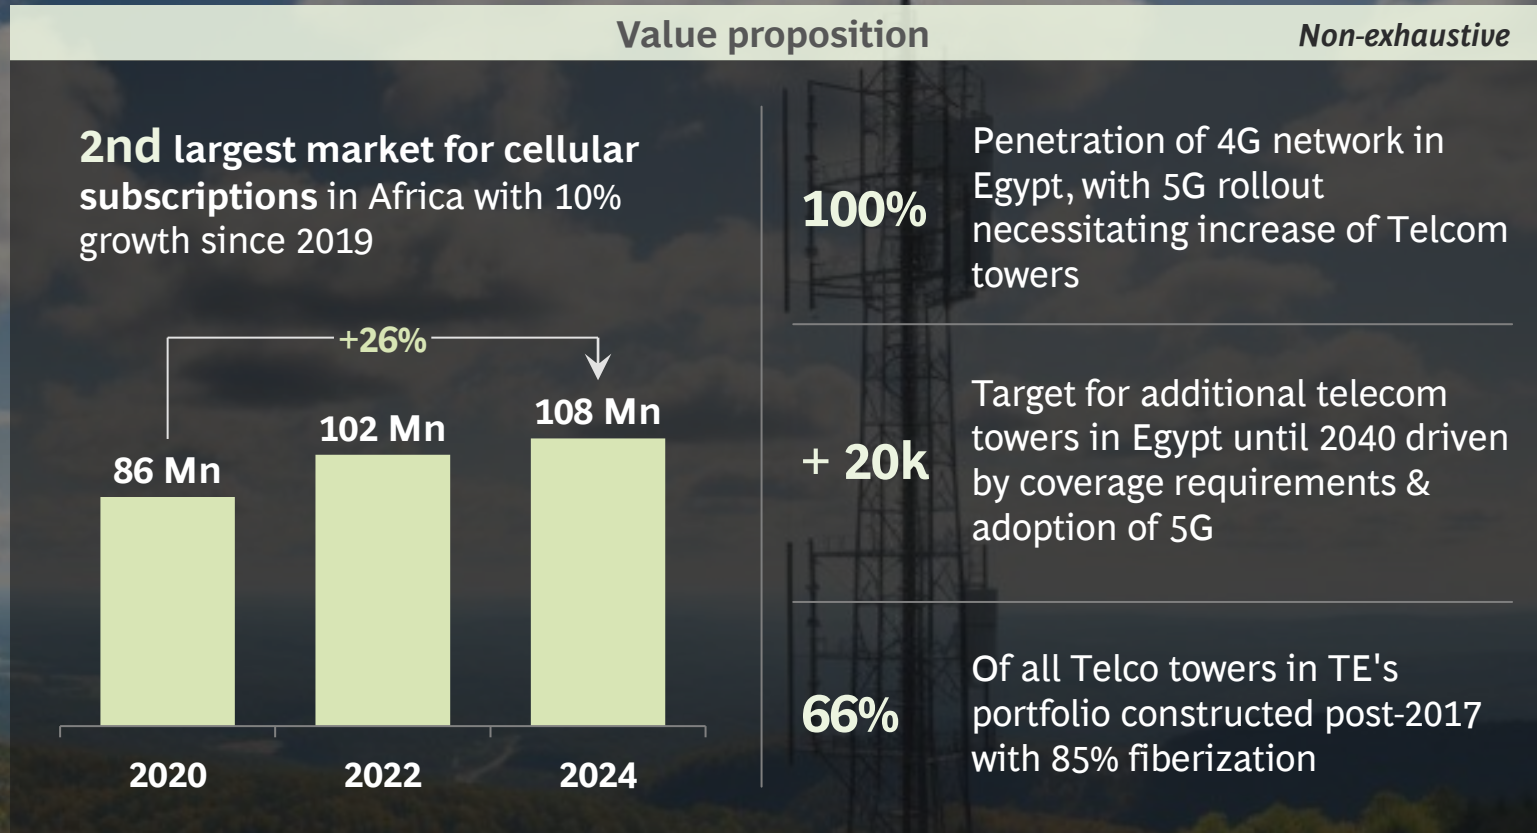 Value proposition
Non-exhaustive
2nd largest market for cellular
subscriptions in Africa with 10%
growth since 2019
+26%
86 Mn
102 Mn
108 Mn
2020
2022
2024
100%
Penetration of 4G network in
Egypt, with 5G rollout
necessitating increase of Telcom
towers
+ 20k
Target for additional telecom
towers in Egypt until 2040 driven
by coverage requirements &
adoption of 5G
66%
Of all Telco towers in TE's
portfolio constructed post-2017
with 85% fiberization